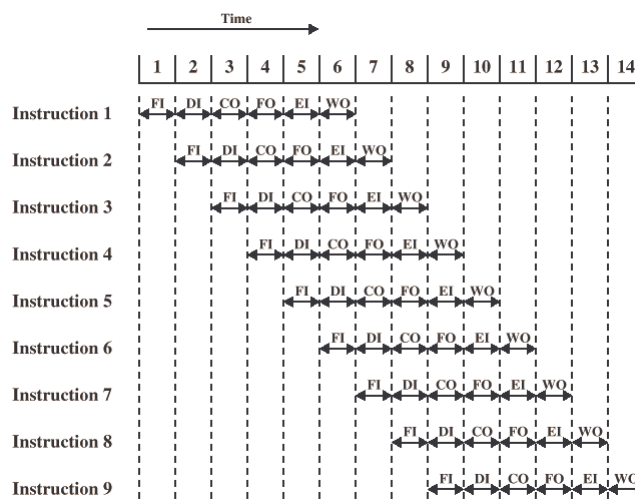 Time
1 2 3 4 5 6 7 8 9 10 11 12 13 14
Instruction 1 FI DI CO FO EI WO
Instruction 2 FI DI CO FO EI WO
Instruction 3 FI DI CO FO EI WO
Instruction 4 FI DI CO FO EI WO
Instruction 5 FI DI CO FO EI WO
Instruction 6 FI DI CO FO EI WO
Instruction 7 FI DI CO FO EI WO
Instruction 8 FI DI CO FO EI WO
Instruction 9 FI DI CO FO EI WO